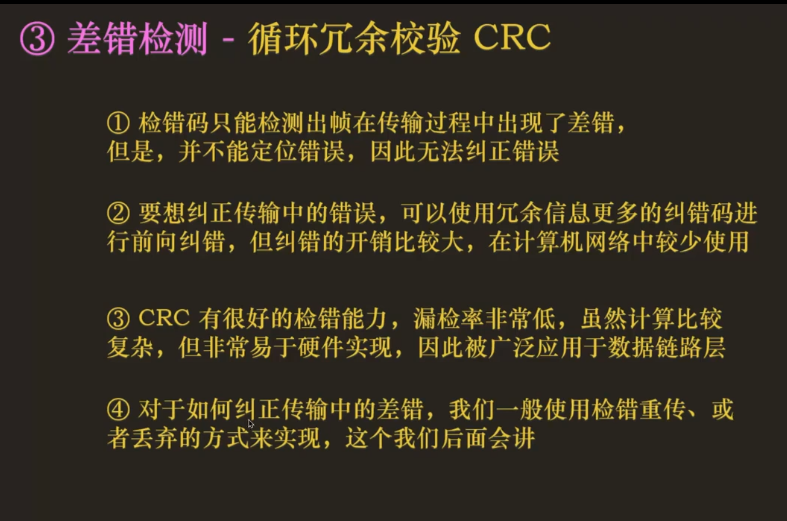 ③ 差错检测 - 循环冗余校验 CRC
① 检错码只能检测出帧在传输过程中出现了差错，
但是，并不能定位错误，因此无法纠正错误
② 要想纠正传输中的错误，可以使用冗余信息更多的纠错码进
行前向纠错，但纠错的开销比较大，在计算机网络中较少使用
③ CRC 有很好的检错能力，漏检率非常低，虽然计算比较
复杂，但非常易于硬件实现，因此被广泛应用于数据链路层
④ 对于如何纠正传输中的差错，我们一般使用检错重传、或
者丢弃的方式来实现，这个我们后面会讲